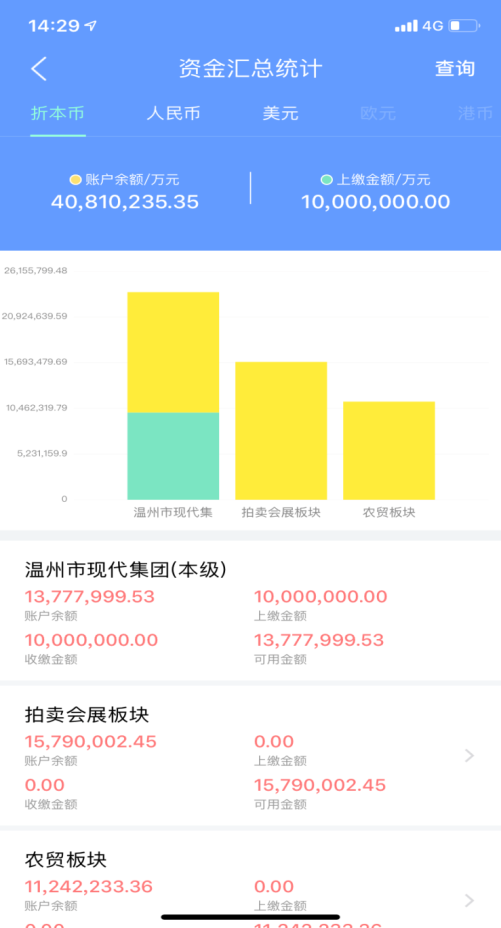 14:29
4G
资金汇总统计
查询
折本币 人民币 美元 欧元 港币
账户余额/万元 上缴金额/万元
40,810,235.35 10,000,000.00
26,155,799.48
20,924,639.59
15,693,479.69
10,462,319.79
5,231,159.9
0
温州市现代集 拍卖会展板块 农贸板块
温州市现代集团(本级)
13,777,999.53 10,000,000.00
账户余额 上缴金额
10,000,000.00 13,777,999.53
收缴金额 可用金额
拍卖会展板块
15,790,002.45 0.00
账户余额 上缴金额
0.00 15,790,002.45
收缴金额 可用金额
农贸板块
11,242,233.36 0.00
账户余额 上缴金额
0.00 11,242,233.36